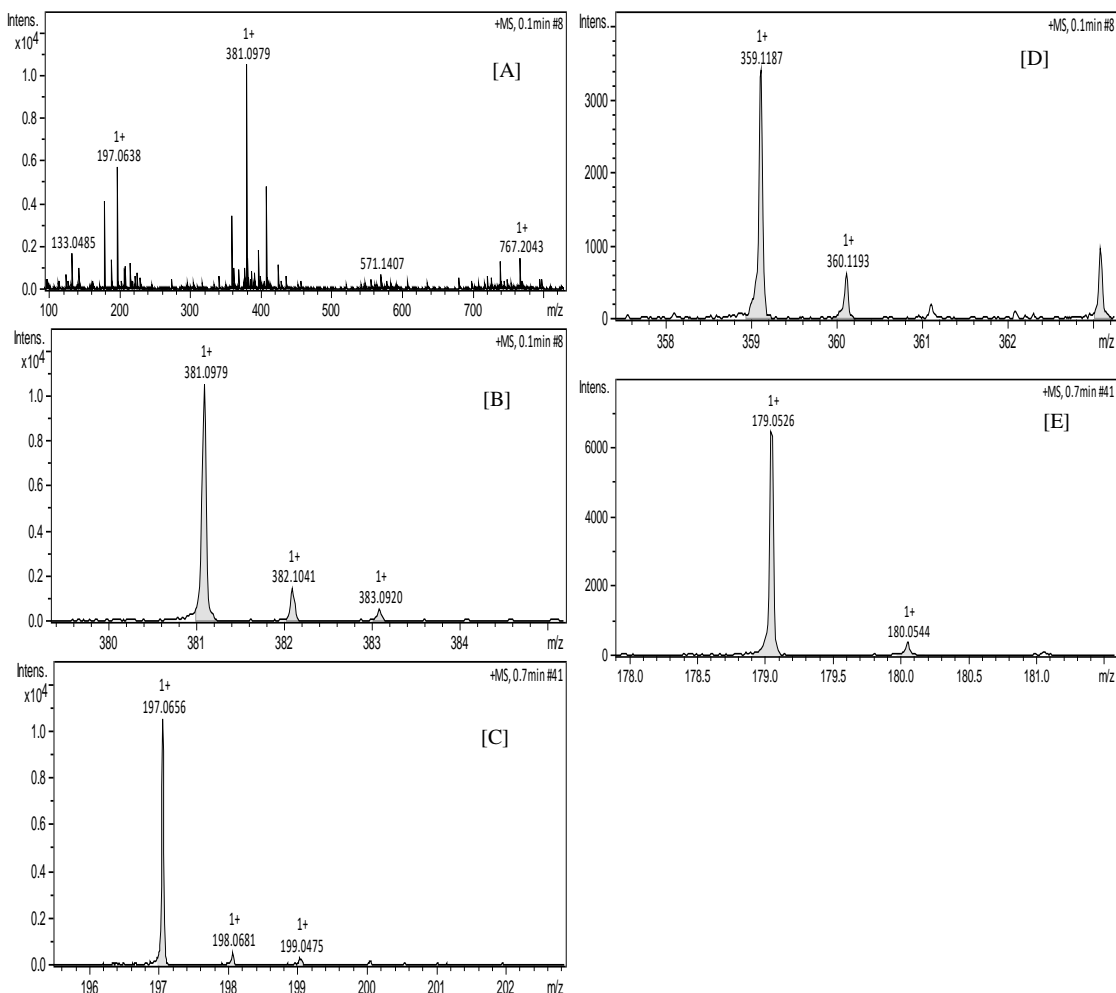 Intens.
x10⁴
+MS, 0.1min #8
1+
381.0979
[A]
1+
197.0638
133.0485
571.1407
1+
767.2043
1.0
0.8
0.6
0.4
0.2
0.0
100 200 300 400 500 600 700 m/z
Intens.
x10⁴
+MS, 0.1min #8
1+
381.0979
[B]
1+
382.1041
1+
383.0920
1.0
0.8
0.6
0.4
0.2
0.0
380 381 382 383 384 m/z
Intens.
x10⁴
+MS, 0.7min #41
1+
197.0656
[C]
1+
198.0681
1+
199.0475
1.0
0.8
0.6
0.4
0.2
0.0
196 197 198 199 200 201 202 m/z
Intens.
+MS, 0.1min #8
1+
359.1187
[D]
1+
360.1193
3000
2000
1000
0
358 359 360 361 362 m/z
Intens.
+MS, 0.7min #41
1+
179.0526
[E]
1+
180.0544
6000
4000
2000
0
178.0 178.5 179.0 179.5 180.0 180.5 181.0 m/z